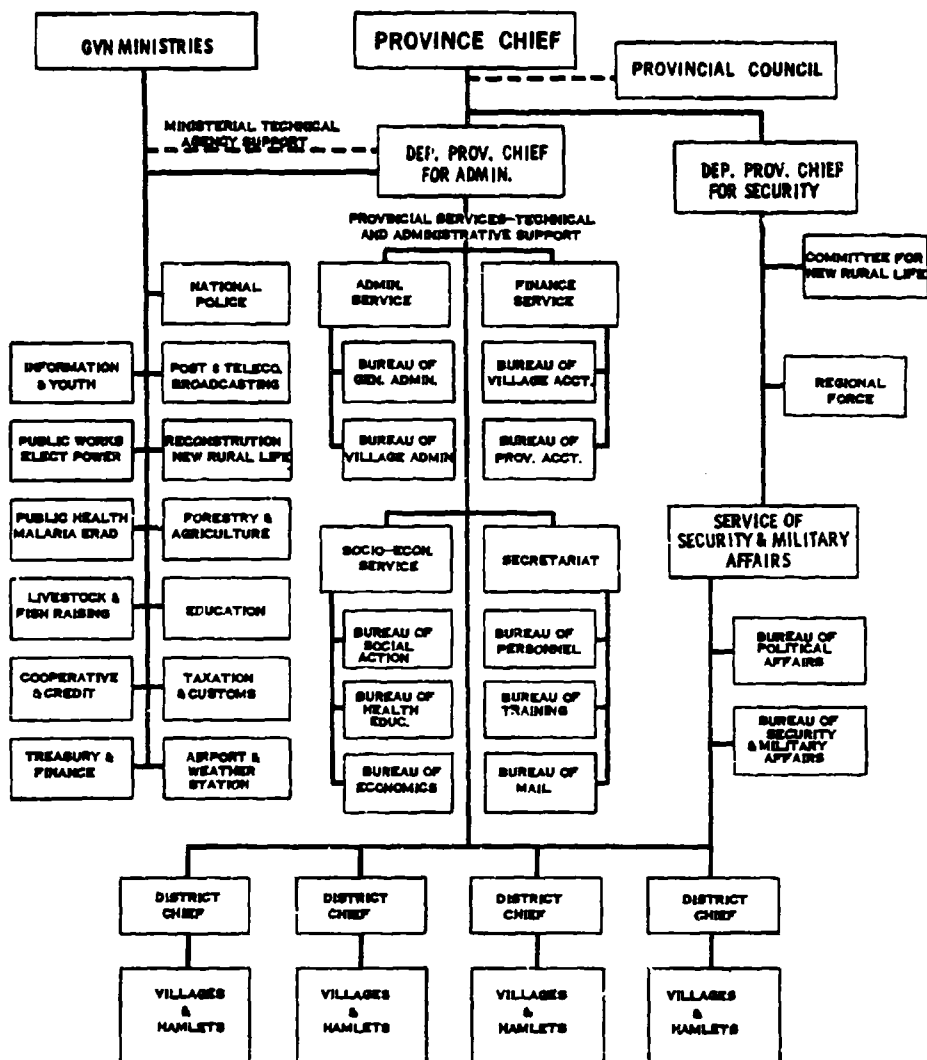 GVN MINISTRIES
PROVINCE CHIEF
PROVINCIAL COUNCIL
MINISTERIAL TECHNICAL
AGENCY SUPPORT
DEP. PROV. CHIEF
FOR ADMIN.
DEP. PROV. CHIEF
FOR SECURITY
PROVINCIAL SERVICES-TECHNICAL
AND ADMINISTRATIVE SUPPORT
COMMITTEE FOR
NEW RURAL LIFE
NATIONAL
POLICE
ADMIN.
SERVICE
FINANCE
SERVICE
INFORMATION
& YOUTH
POST & TELECO.
BROADCASTING
BUREAU OF
GEN. ADMIN.
BUREAU OF
VILLAGE ACCT.
REGIONAL
FORCE
PUBLIC WORKS
ELECT POWER
RECONSTRUTION
NEW RURAL LIFE
BUREAU OF
VILLAGE ADMIN
BUREAU OF
PROV. ACCT.
PUBLIC HEALTH
MALARIA ERAD
FORESTRY &
AGRICULTURE
SOCIO-ECON.
SERVICE
SECRETARIAT
SERVICE OF
SECURITY & MILITARY
AFFAIRS
LIVESTOCK &
FISH RAISING
EDUCATION
BUREAU OF
SOCIAL
ACTION
BUREAU OF
PERSONNEL
BUREAU OF
POLITICAL
AFFAIRS
COOPERATIVE
& CREDIT
TAXATION
& CUSTOMS
BUREAU OF
HEALTH
EDUC.
BUREAU OF
TRAINING
BUREAU OF
SECURITY
& MILITARY
AFFAIRS
TREASURY &
FINANCE
AIRPORT &
WEATHER
STATION
BUREAU OF
ECONOMICS
BUREAU OF
MAIL
DISTRICT
CHIEF
DISTRICT
CHIEF
DISTRICT
CHIEF
DISTRICT
CHIEF
VILLAGES
&
HAMLETS
VILLAGES
&
HAMLETS
VILLAGES
&
HAMLETS
VILLAGES
&
HAMLETS